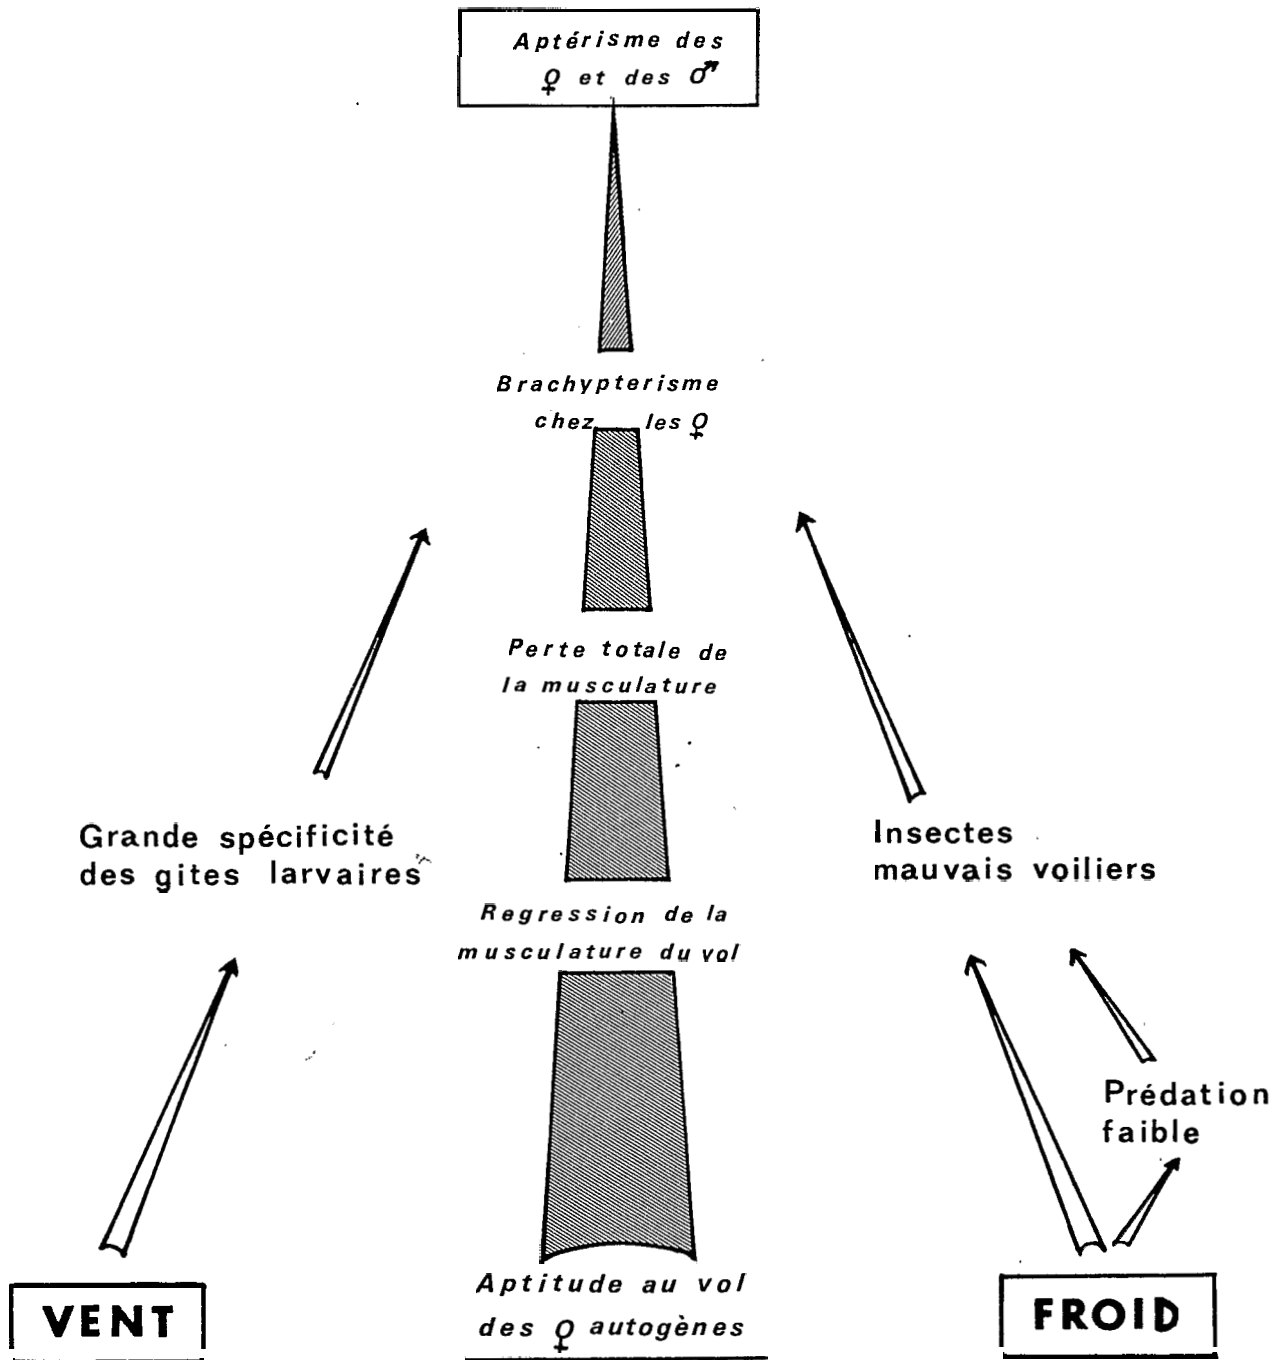 Aptérisme des
♀ et des ♂
Brachypterisme
chez les ♀
Perte totale de
la musculature
Grande spécificité
des gites larvaires
Insectes
mauvais voiliers
Regression de la
musculature du vol
Prédation
faible
Aptitude au vol
des ♀ autogènes
VENT
FROID